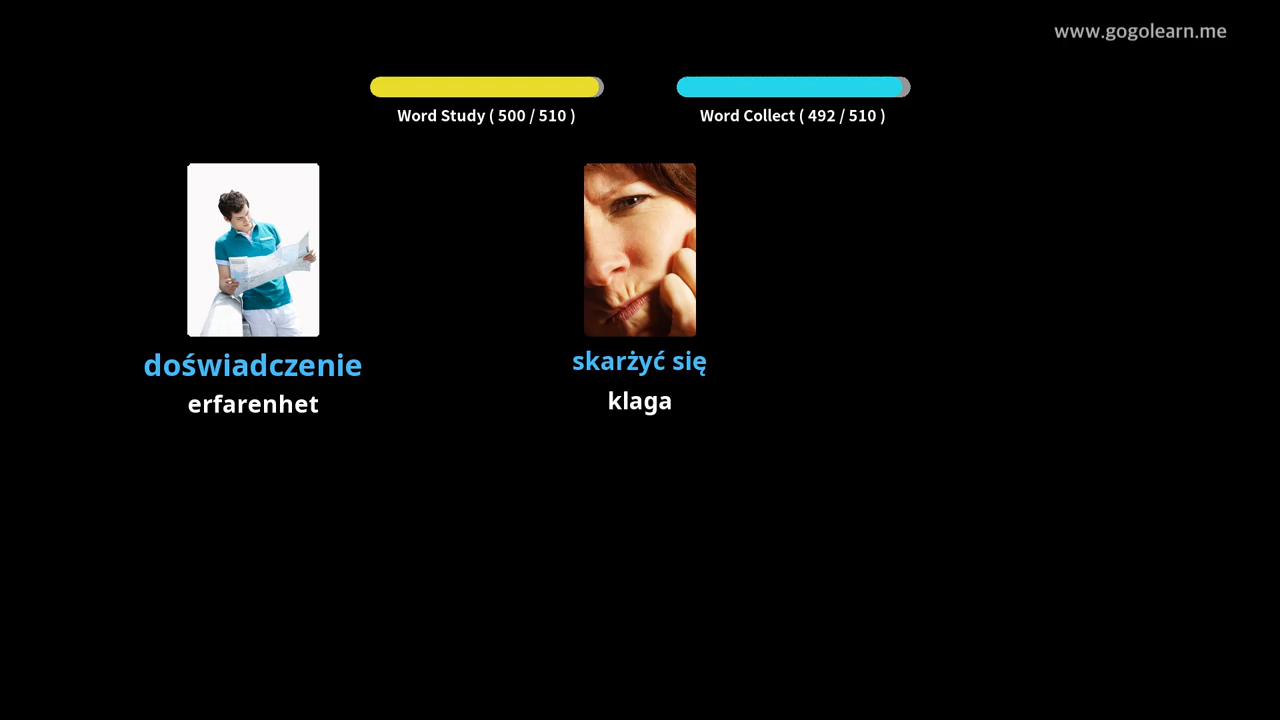 www.gogolearn.me
Word Study ( 500 / 510 )
Word Collect ( 492 / 510 )
doświadczenie
erfarenhet
skarżyć się
klaga